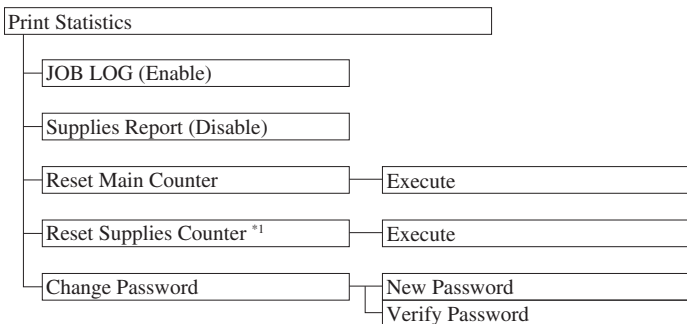 Print Statistics
JOB LOG (Enable)
Supplies Report (Disable)
Reset Main Counter
Execute
Reset Supplies Counter *1
Execute
Change Password
New Password
Verify Password